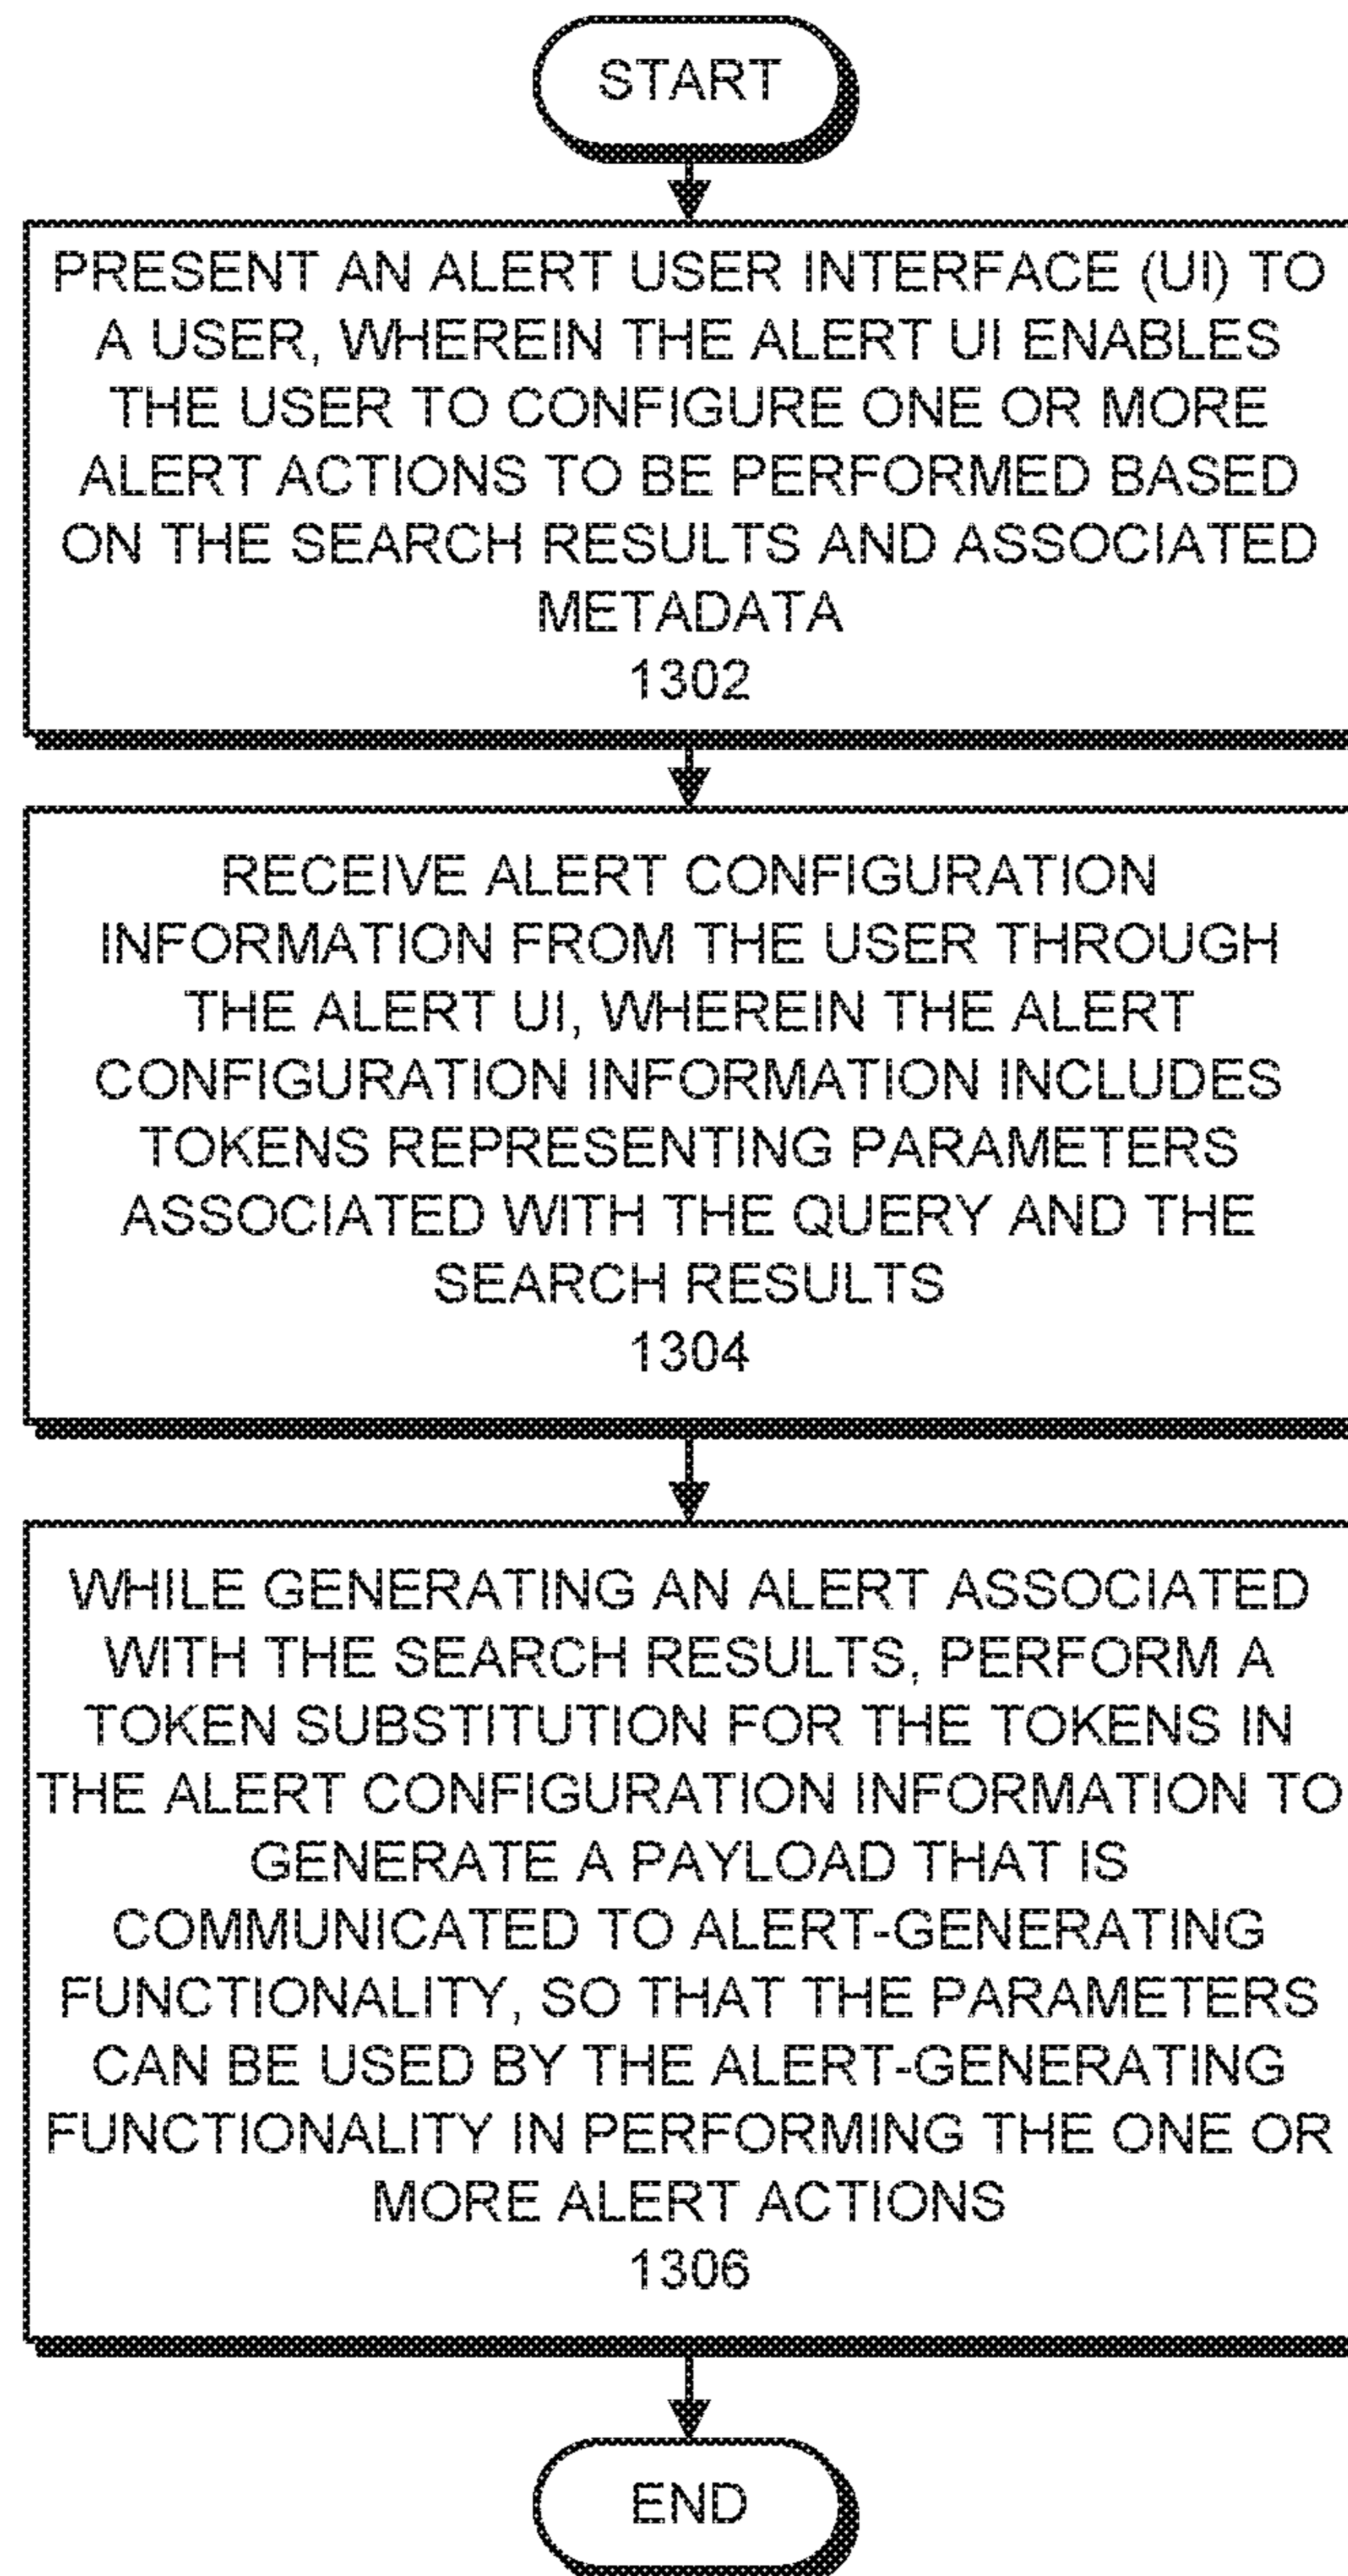 START
PRESENT AN ALERT USER INTERFACE (UI) TO
A USER, WHEREIN THE ALERT UI ENABLES
THE USER TO CONFIGURE ONE OR MORE
ALERT ACTIONS TO BE PERFORMED BASED
ON THE SEARCH RESULTS AND ASSOCIATED
METADATA
1302
RECEIVE ALERT CONFIGURATION
INFORMATION FROM THE USER THROUGH
THE ALERT UI, WHEREIN THE ALERT
CONFIGURATION INFORMATION INCLUDES
TOKENS REPRESENTING PARAMETERS
ASSOCIATED WITH THE QUERY AND THE
SEARCH RESULTS
1304
WHILE GENERATING AN ALERT ASSOCIATED
WITH THE SEARCH RESULTS, PERFORM A
TOKEN SUBSTITUTION FOR THE TOKENS IN
THE ALERT CONFIGURATION INFORMATION TO
GENERATE A PAYLOAD THAT IS
COMMUNICATED TO ALERT-GENERATING
FUNCTIONALITY, SO THAT THE PARAMETERS
CAN BE USED BY THE ALERT-GENERATING
FUNCTIONALITY IN PERFORMING THE ONE OR
MORE ALERT ACTIONS
1306
END